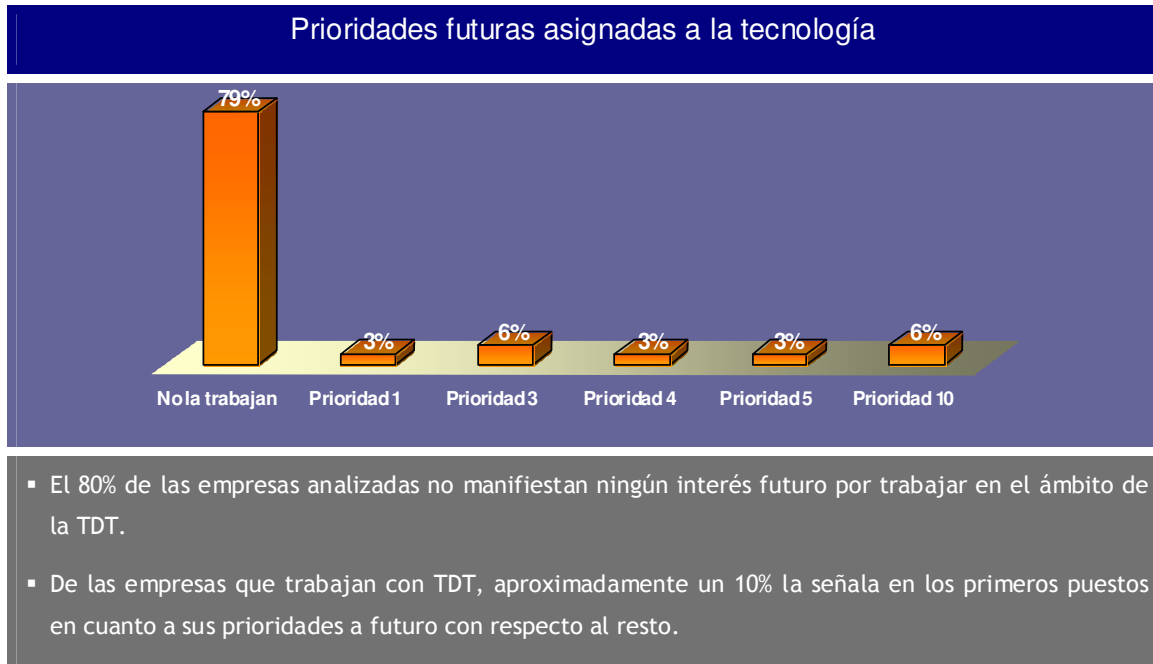 Prioridades futuras asignadas a la tecnología
79%
3%
6%
3%
3%
6%
No la trabajan
Prioridad 1
Prioridad 3
Prioridad 4
Prioridad 5
Prioridad 10
▪ El 80% de las empresas analizadas no manifiestan ningún interés futuro por trabajar en el ámbito de
la TDT.
▪ De las empresas que trabajan con TDT, aproximadamente un 10% la señala en los primeros puestos
en cuanto a sus prioridades a futuro con respecto al resto.